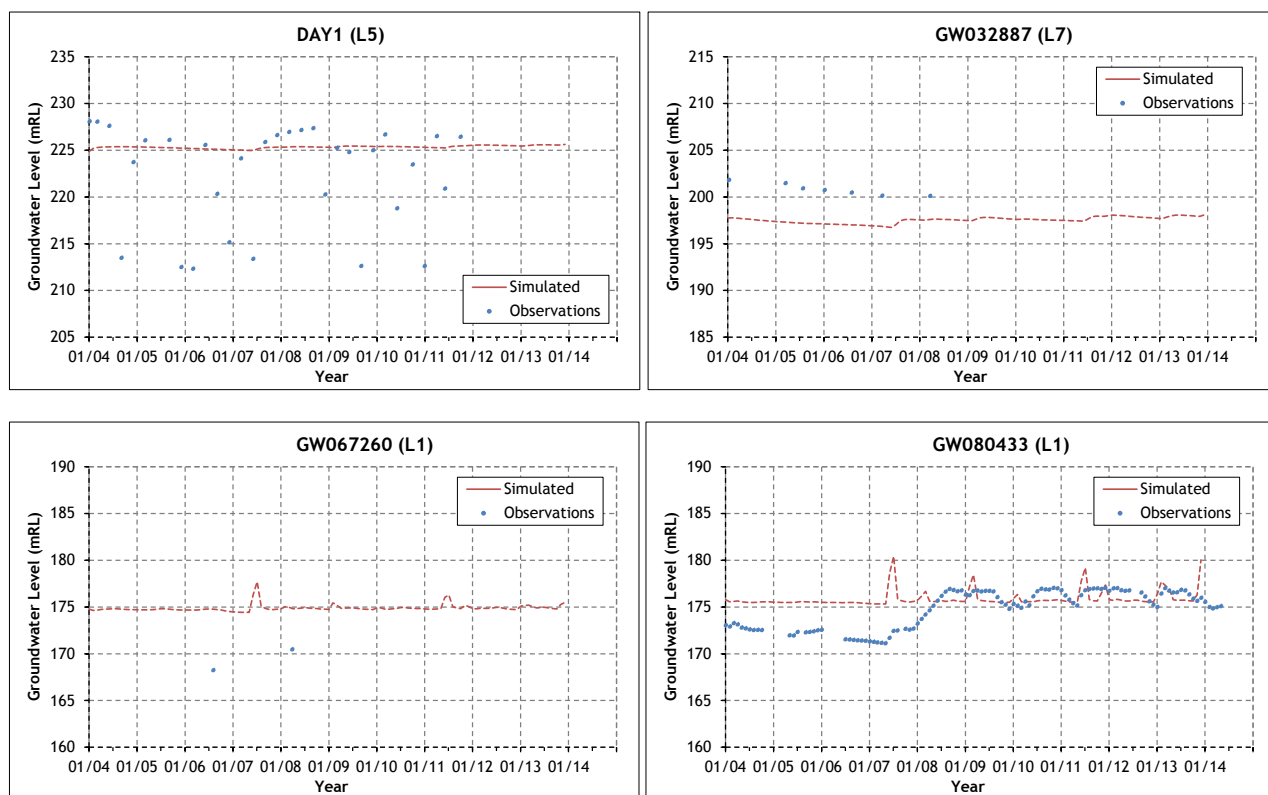 DAY1 (L5)
Groundwater Level (mRL)
235
230
225
220
215
210
205
Simulated
Observations
01/04 01/05 01/06 01/07 01/08 01/09 01/10 01/11 01/12 01/13 01/14
Year
GW032887 (L7)
Groundwater Level (mRL)
215
210
205
200
195
190
185
Simulated
Observations
01/04 01/05 01/06 01/07 01/08 01/09 01/10 01/11 01/12 01/13 01/14
Year
GW067260 (L1)
Groundwater Level (mRL)
190
185
180
175
170
165
160
Simulated
Observations
01/04 01/05 01/06 01/07 01/08 01/09 01/10 01/11 01/12 01/13 01/14
Year
GW080433 (L1)
Groundwater Level (mRL)
190
185
180
175
170
165
160
Simulated
Observations
01/04 01/05 01/06 01/07 01/08 01/09 01/10 01/11 01/12 01/13 01/14
Year